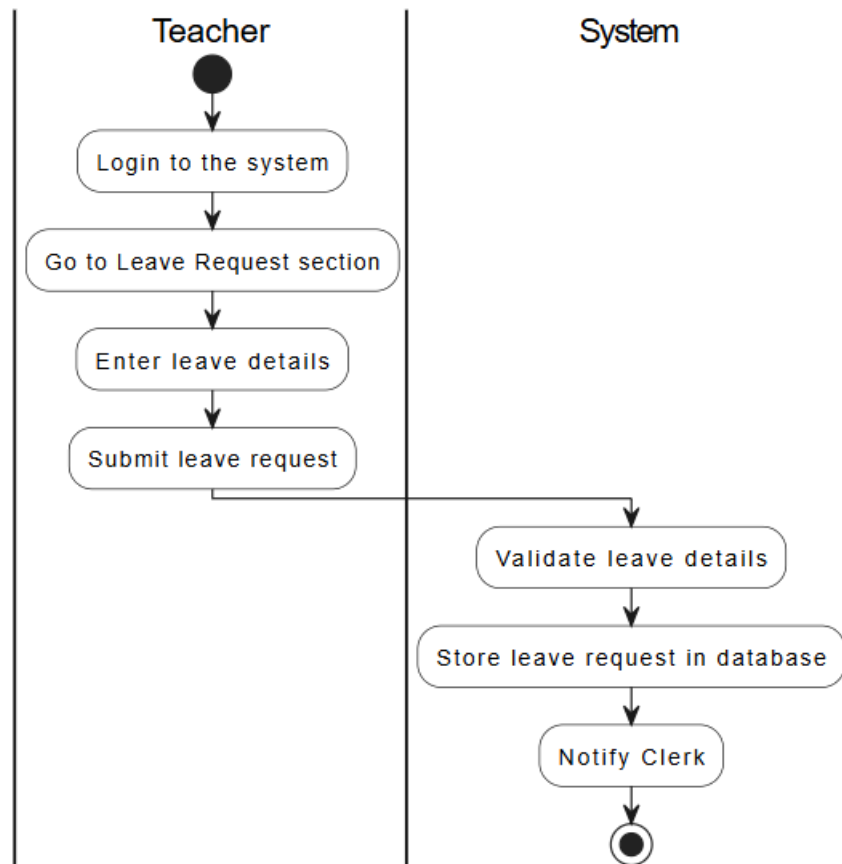 Teacher
System
Login to the system
Go to Leave Request section
Enter leave details
Submit leave request
Validate leave details
Store leave request in database
Notify Clerk